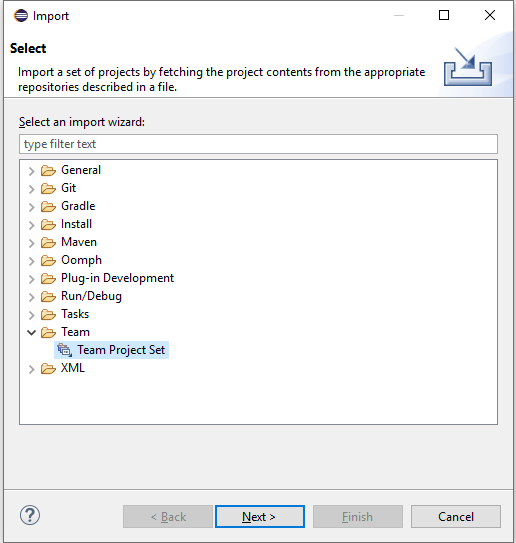 Import
Select
Import a set of projects by fetching the project contents from the appropriate
repositories described in a file.
Select an import wizard:
type filter text
General
Git
Gradle
Install
Maven
Oomph
Plug-in Development
Run/Debug
Tasks
Team
Team Project Set
XML
? < Back Next > Finish Cancel